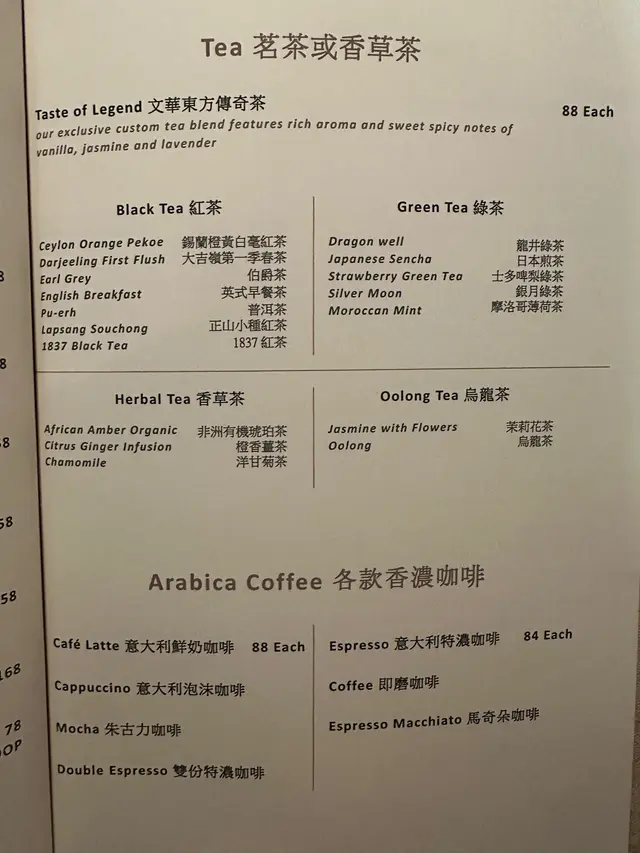 Tea 茗茶或香草茶
Taste of Legend 文華東方傳奇茶 88 Each
our exclusive custom tea blend features rich aroma and sweet spicy notes of
vanilla, jasmine and lavender
Black Tea 紅茶
Ceylon Orange Pekoe 錫蘭橙黃白毫紅茶
Darjeeling First Flush 大吉嶺第一季春茶
Earl Grey 伯爵茶
English Breakfast 英式早餐茶
Pu-erh 普洱茶
Lapsang Souchong 正山小種紅茶
1837 Black Tea 1837 紅茶
Green Tea 綠茶
Dragon well 龍井綠茶
Japanese Sencha 日本煎茶
Strawberry Green Tea 士多啤梨綠茶
Silver Moon 銀月綠茶
Moroccan Mint 摩洛哥薄荷茶
Herbal Tea 香草茶
African Amber Organic 非洲有機琥珀茶
Citrus Ginger Infusion 橙香薑茶
Chamomile 洋甘菊茶
Oolong Tea 烏龍茶
Jasmine with Flowers 茉莉花茶
Oolong 烏龍茶
Arabica Coffee 各款香濃咖啡
Café Latte 意大利鮮奶咖啡 88 Each
Cappuccino 意大利泡沫咖啡
Mocha 朱古力咖啡
Double Espresso 雙份特濃咖啡
Espresso 意大利特濃咖啡 84 Each
Coffee 即磨咖啡
Espresso Macchiato 馬奇朵咖啡
8
8
58
58
168
78